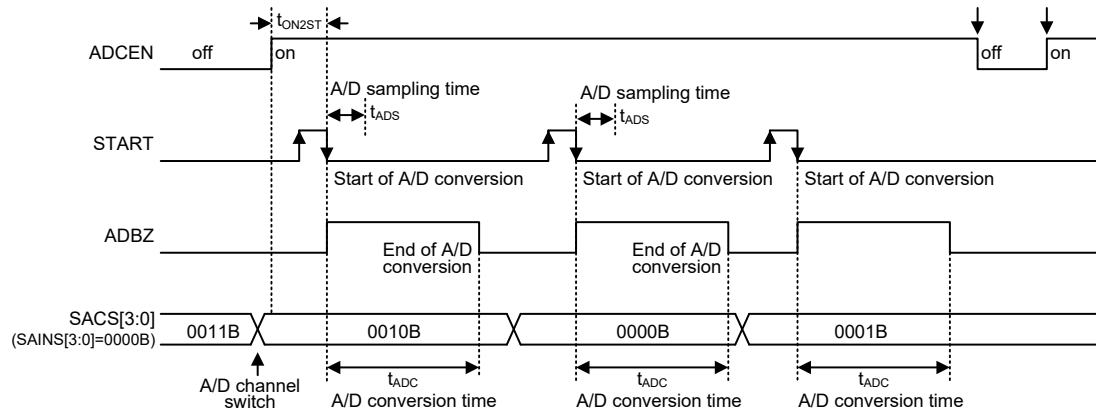 tON2ST
ADCEN
off
on
off
on
A/D sampling time
tADS
A/D sampling time
tADS
START
Start of A/D conversion
Start of A/D conversion
Start of A/D conversion
ADBZ
End of A/D
conversion
End of A/D
conversion
SACS[3:0]
(SAINS[3:0]=0000B)
0011B
0010B
0000B
0001B
A/D channel
switch
tADC
A/D conversion time
tADC
A/D conversion time
tADC
A/D conversion time